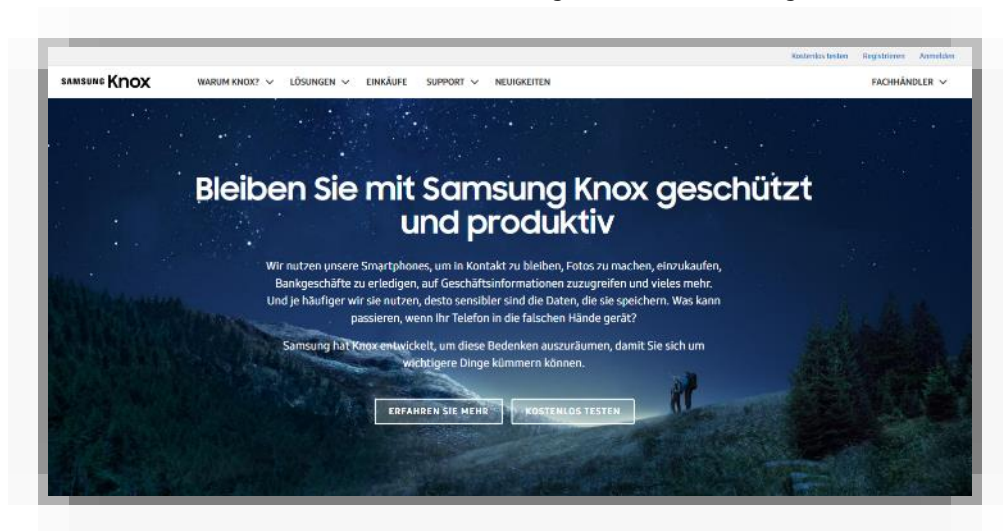 Kostenlos testen Registrieren Anmelden
SAMSUNG Knox WARUM KNOX? LÖSUNGEN EINKÄUFE SUPPORT NEUIGKEITEN FACHHÄNDLER
Bleiben Sie mit Samsung Knox geschützt
und produktiv
Wir nutzen unsere Smartphones, um in Kontakt zu bleiben, Fotos zu machen, einzukaufen,
Bankgeschäfte zu erledigen, auf Geschäftsinformationen zuzugreifen und vieles mehr.
Und je häufiger wir sie nutzen, desto sensibler sind die Daten, die sie speichern. Was kann
passieren, wenn Ihr Telefon in die falschen Hände gerät?
Samsung hat Knox entwickelt, um diese Bedenken auszuräumen, damit Sie sich um
wichtigere Dinge kümmern können.
ERFAHREN SIE MEHR KOSTENLOS TESTEN